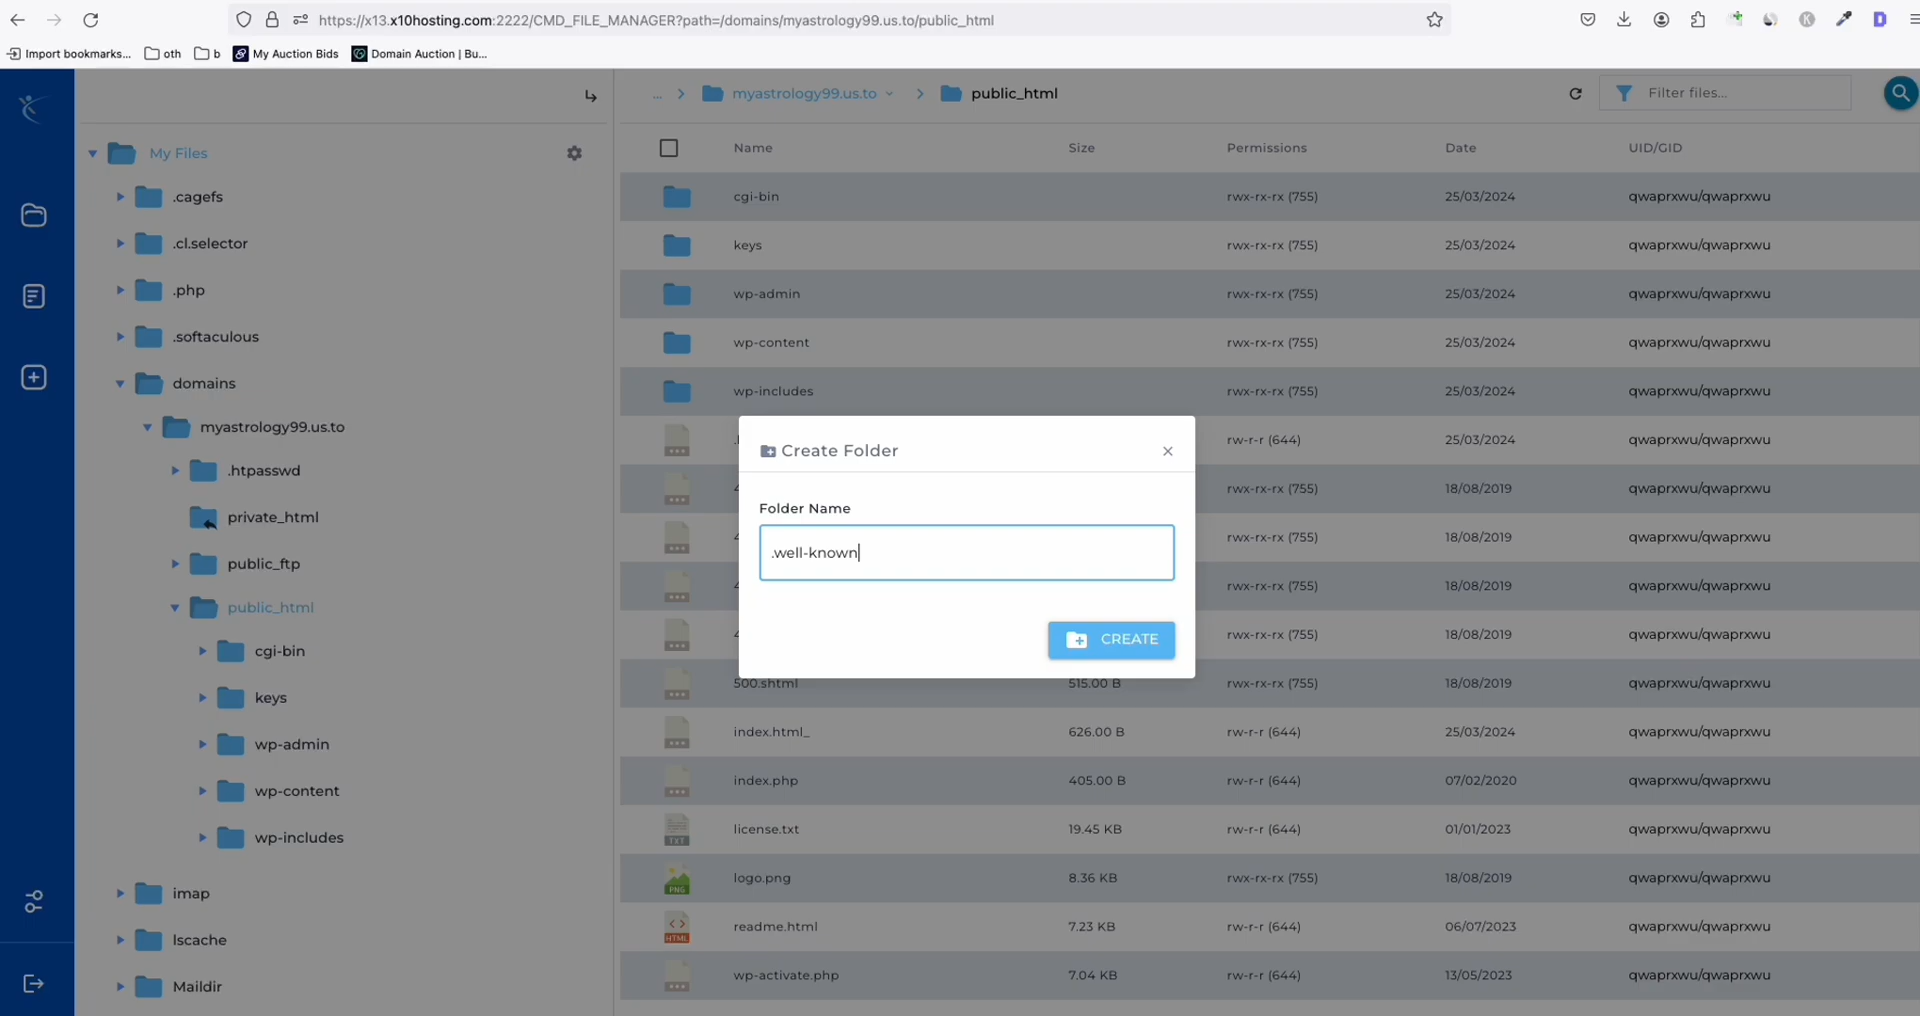 https://x13.x10hosting.com:2222/CMD_FILE_MANAGER?path=/domains/myastrology99.us.to/public_html
Import bookmarks...
oth
b
My Auction Bids
Domain Auction | Bu...
... myastrology99.us.to public_html
Filter files...
My Files
.cagefs
.cl.selector
.php
.softaculous
domains
myastrology99.us.to
.htpasswd
private_html
public_ftp
public_html
cgi-bin
keys
wp-admin
wp-content
wp-includes
imap
lscache
Maildir
Name Size Permissions Date UID/GID
cgi-bin rwx-rx-rx (755) 25/03/2024 qwaprxwu/qwaprxwu
keys rwx-rx-rx (755) 25/03/2024 qwaprxwu/qwaprxwu
wp-admin rwx-rx-rx (755) 25/03/2024 qwaprxwu/qwaprxwu
wp-content rwx-rx-rx (755) 25/03/2024 qwaprxwu/qwaprxwu
wp-includes rwx-rx-rx (755) 25/03/2024 qwaprxwu/qwaprxwu
rw-r-r (644) 25/03/2024 qwaprxwu/qwaprxwu
rwx-rx-rx (755) 18/08/2019 qwaprxwu/qwaprxwu
rwx-rx-rx (755) 18/08/2019 qwaprxwu/qwaprxwu
rwx-rx-rx (755) 18/08/2019 qwaprxwu/qwaprxwu
rwx-rx-rx (755) 18/08/2019 qwaprxwu/qwaprxwu
500.shtml 515.00 B rwx-rx-rx (755) 18/08/2019 qwaprxwu/qwaprxwu
index.html_ 626.00 B rw-r-r (644) 25/03/2024 qwaprxwu/qwaprxwu
index.php 405.00 B rw-r-r (644) 07/02/2020 qwaprxwu/qwaprxwu
license.txt 19.45 KB rw-r-r (644) 01/01/2023 qwaprxwu/qwaprxwu
logo.png 8.36 KB rwx-rx-rx (755) 18/08/2019 qwaprxwu/qwaprxwu
readme.html 7.23 KB rw-r-r (644) 06/07/2023 qwaprxwu/qwaprxwu
wp-activate.php 7.04 KB rw-r-r (644) 13/05/2023 qwaprxwu/qwaprxwu
TXT
PNG
HTML
Create Folder
Folder Name
.well-known
CREATE
K
D